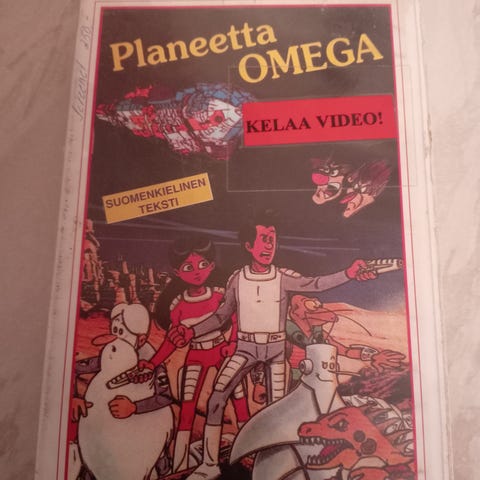 Planeetta
OMEGA
KELAA VIDEO!
SUOMENKIELINEN
TEKSTI